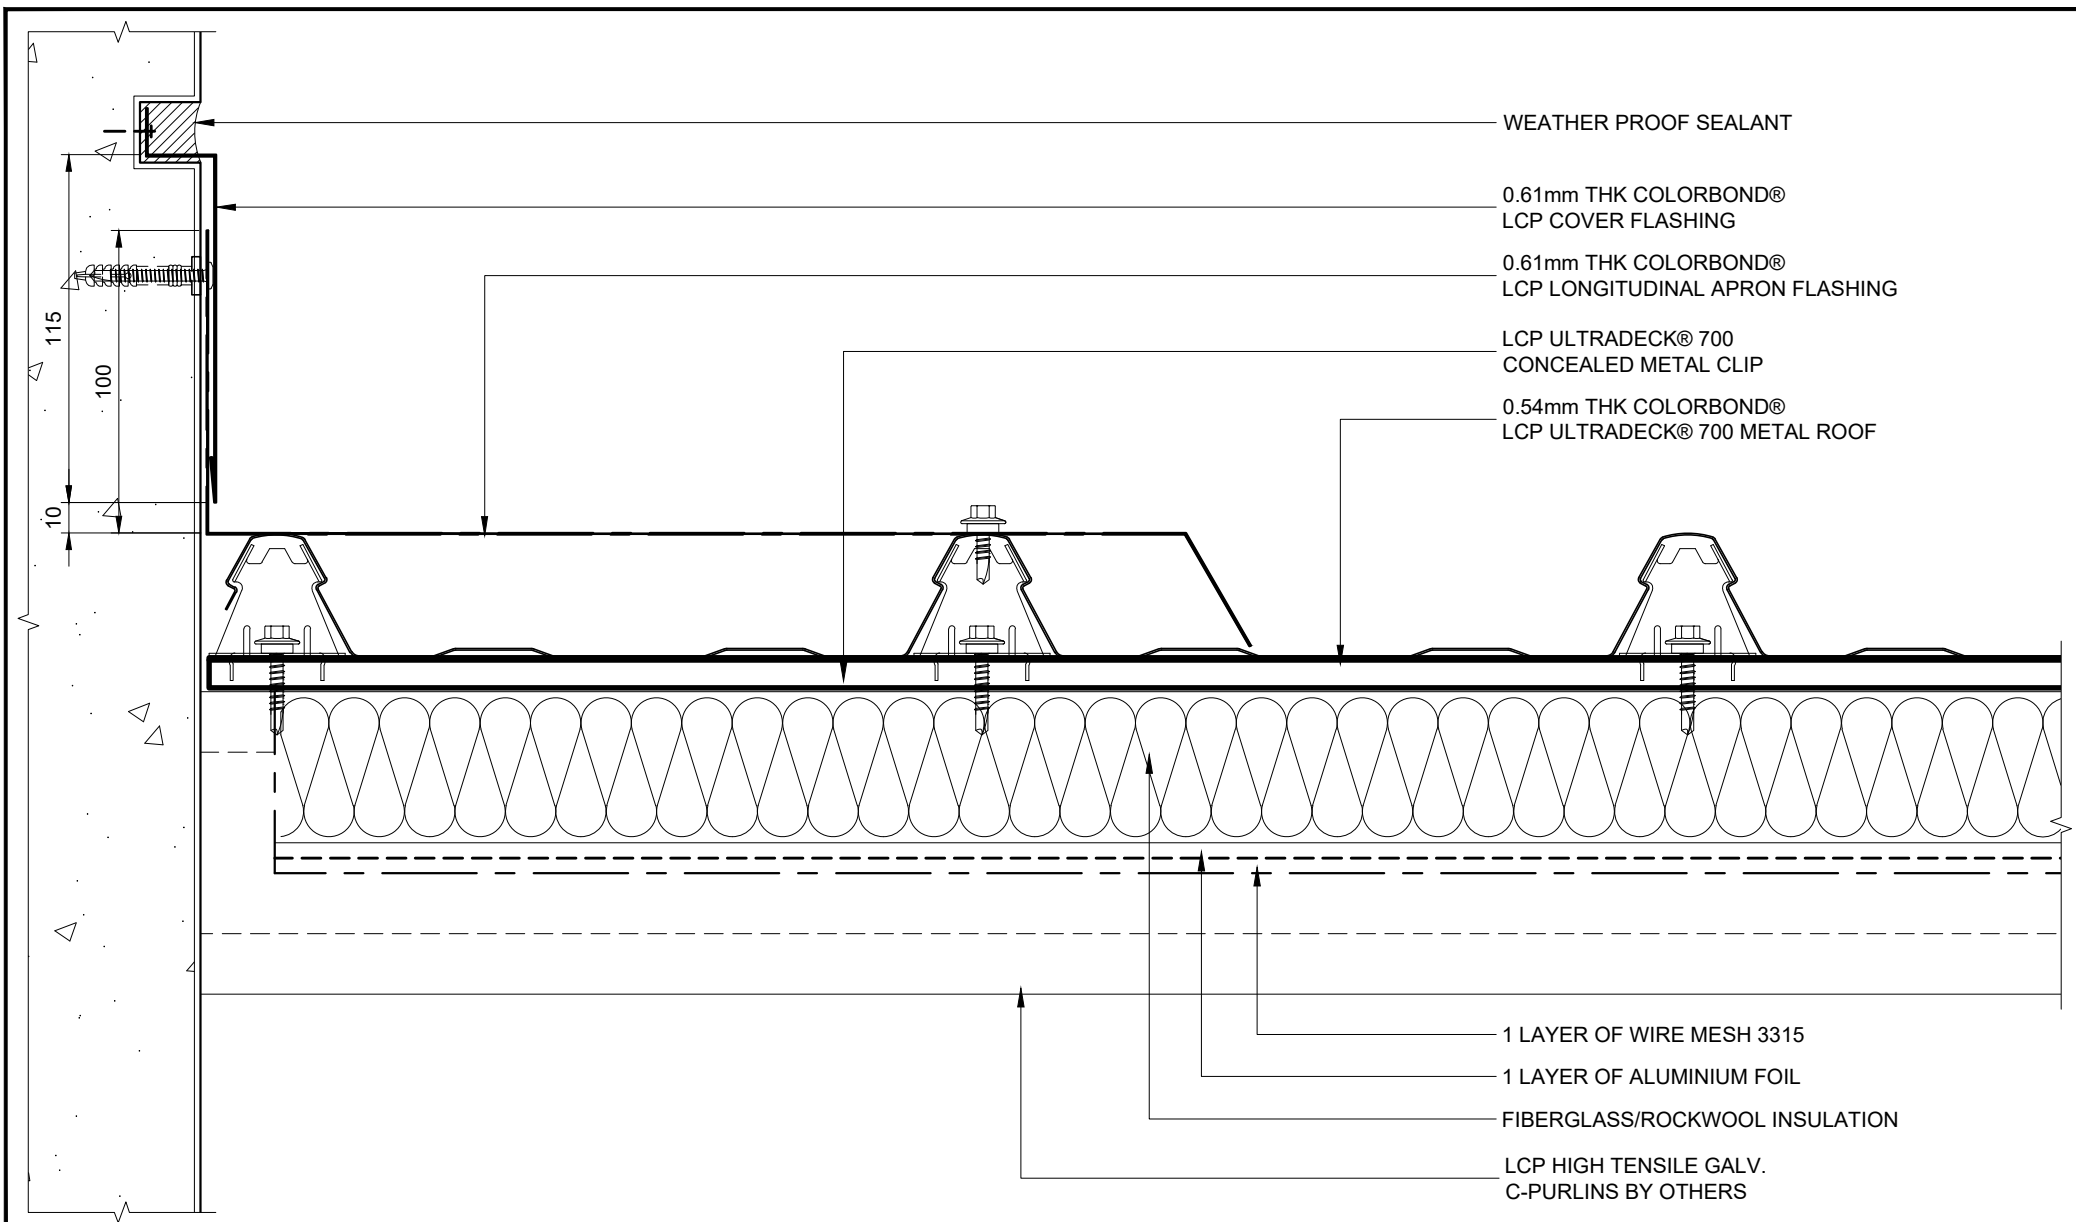 WEATHER PROOF SEALANT
0.61mm THK COLORBOND®
LCP COVER FLASHING
0.61mm THK COLORBOND®
LCP LONGITUDINAL APRON FLASHING
LCP ULTRADECK® 700
CONCEALED METAL CLIP
0.54mm THK COLORBOND®
LCP ULTRADECK® 700 METAL ROOF
115
100
10
1 LAYER OF WIRE MESH 3315
1 LAYER OF ALUMINIUM FOIL
FIBERGLASS/ROCKWOOL INSULATION
LCP HIGH TENSILE GALV.
C-PURLINS BY OTHERS